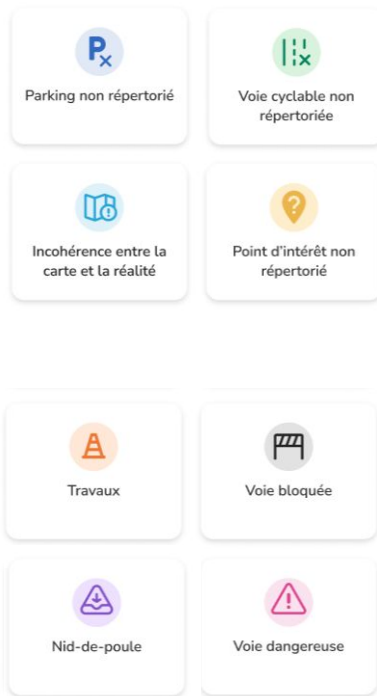 Parking non répertorié
Voie cyclable non
répertoriée
Incohérence entre la
carte et la réalité
Point d'intérêt non
répertorié
Travaux
Voie bloquée
Nid-de-poule
Voie dangereuse